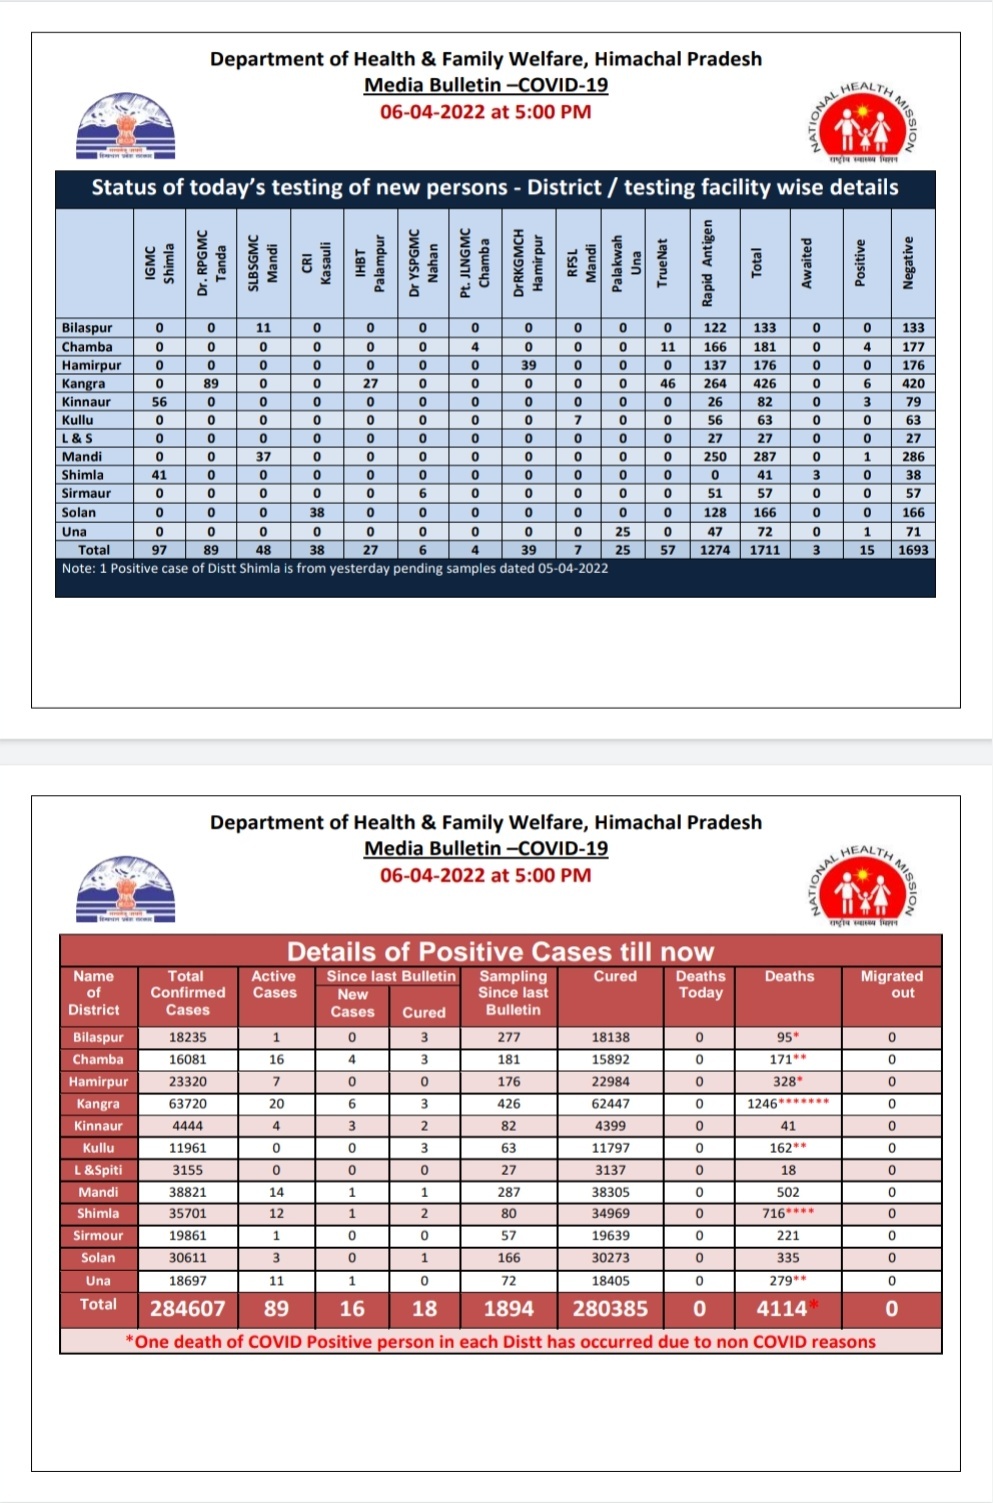 Department of Health & Family Welfare, Himachal Pradesh
Media Bulletin –COVID-19
06-04-2022 at 5:00 PM
NATIONAL HEALTH MISSION
राष्ट्रीय स्वास्थ्य मिशन
Status of today's testing of new persons - District / testing facility wise details
IGMC Shimla Dr. RPGMC Tanda SLBSGMC Mandi CRI Kasauli IHBT Palampur Dr YSPGMC Nahan Pt. JLNGMC Chamba DrRKGMCH Hamirpur RFSL Mandi Palakwah Una TrueNat Rapid Antigen Total Awaited Positive Negative
Bilaspur 0 0 11 0 0 0 0 0 0 0 0 122 133 0 0 133
Chamba 0 0 0 0 0 0 4 0 0 0 11 166 181 0 4 177
Hamirpur 0 0 0 0 0 0 0 39 0 0 0 137 176 0 0 176
Kangra 0 89 0 0 27 0 0 0 0 0 46 264 426 0 6 420
Kinnaur 56 0 0 0 0 0 0 0 0 0 0 26 82 0 3 79
Kullu 0 0 0 0 0 0 0 0 7 0 0 56 63 0 0 63
L & S 0 0 0 0 0 0 0 0 0 0 0 27 27 0 0 27
Mandi 0 0 37 0 0 0 0 0 0 0 0 250 287 0 1 286
Shimla 41 0 0 0 0 0 0 0 0 0 0 0 41 3 0 38
Sirmaur 0 0 0 0 0 6 0 0 0 0 0 51 57 0 0 57
Solan 0 0 0 38 0 0 0 0 0 0 0 128 166 0 0 166
Una 0 0 0 0 0 0 0 0 0 25 0 47 72 0 1 71
Total 97 89 48 38 27 6 4 39 7 25 57 1274 1711 3 15 1693
Note: 1 Positive case of Distt Shimla is from yesterday pending samples dated 05-04-2022
Department of Health & Family Welfare, Himachal Pradesh
Media Bulletin –COVID-19
06-04-2022 at 5:00 PM
NATIONAL HEALTH MISSION
राष्ट्रीय स्वास्थ्य मिशन
Details of Positive Cases till now
Name of District Total Confirmed Cases Active Cases Since last Bulletin New Cases Cured Sampling Since last Bulletin Cured Deaths Today Deaths Migrated out
Bilaspur 18235 1 0 3 277 18138 0 95* 0
Chamba 16081 16 4 3 181 15892 0 171** 0
Hamirpur 23320 7 0 0 176 22984 0 328* 0
Kangra 63720 20 6 3 426 62447 0 1246******* 0
Kinnaur 4444 4 3 2 82 4399 0 41 0
Kullu 11961 0 0 3 63 11797 0 162** 0
L &Spiti 3155 0 0 0 27 3137 0 18 0
Mandi 38821 14 1 1 287 38305 0 502 0
Shimla 35701 12 1 2 80 34969 0 716**** 0
Sirmour 19861 1 0 0 57 19639 0 221 0
Solan 30611 3 0 1 166 30273 0 335 0
Una 18697 11 1 0 72 18405 0 279** 0
Total 284607 89 16 18 1894 280385 0 4114* 0
*One death of COVID Positive person in each Distt has occurred due to non COVID reasons